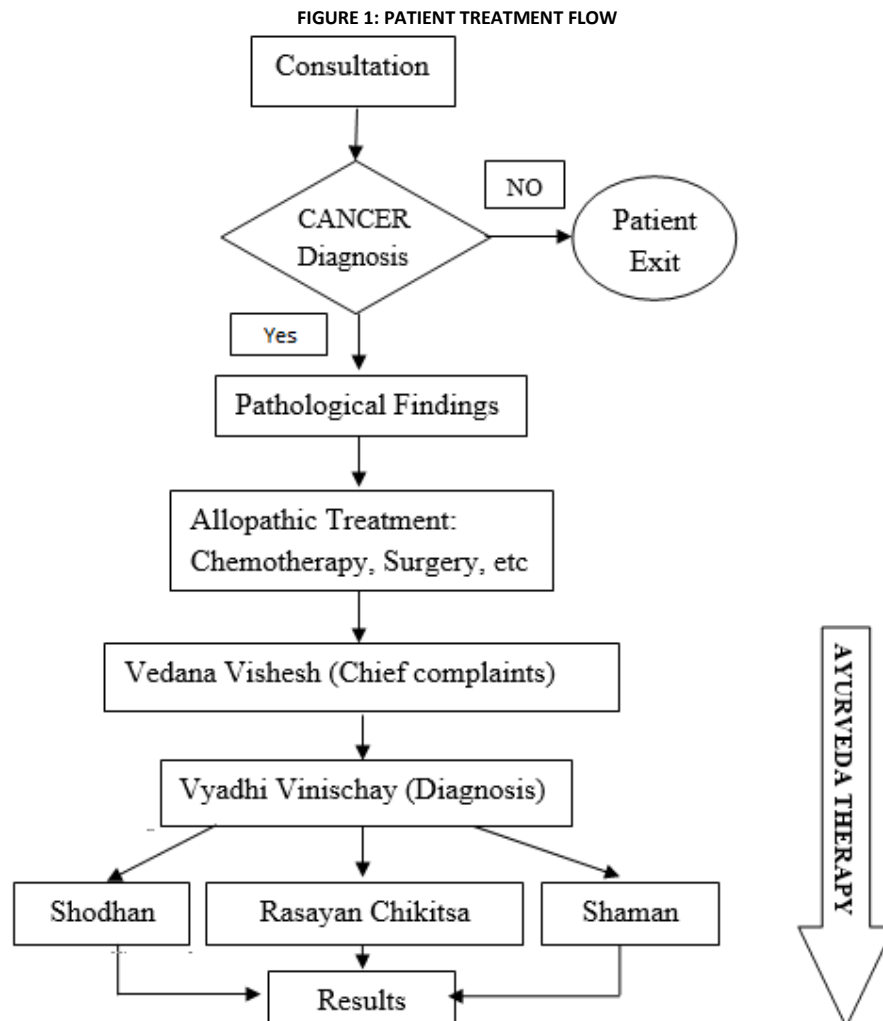 FIGURE 1: PATIENT TREATMENT FLOW
Consultation
CANCER
Diagnosis
NO
Patient
Exit
Yes
Pathological Findings
Allopathic Treatment:
Chemotherapy, Surgery, etc
Vedana Vishesh (Chief complaints)
Vyadhi Vinischay (Diagnosis)
Shodhan
Rasayan Chikitsa
Shaman
Results
AYURVEDA THERAPY